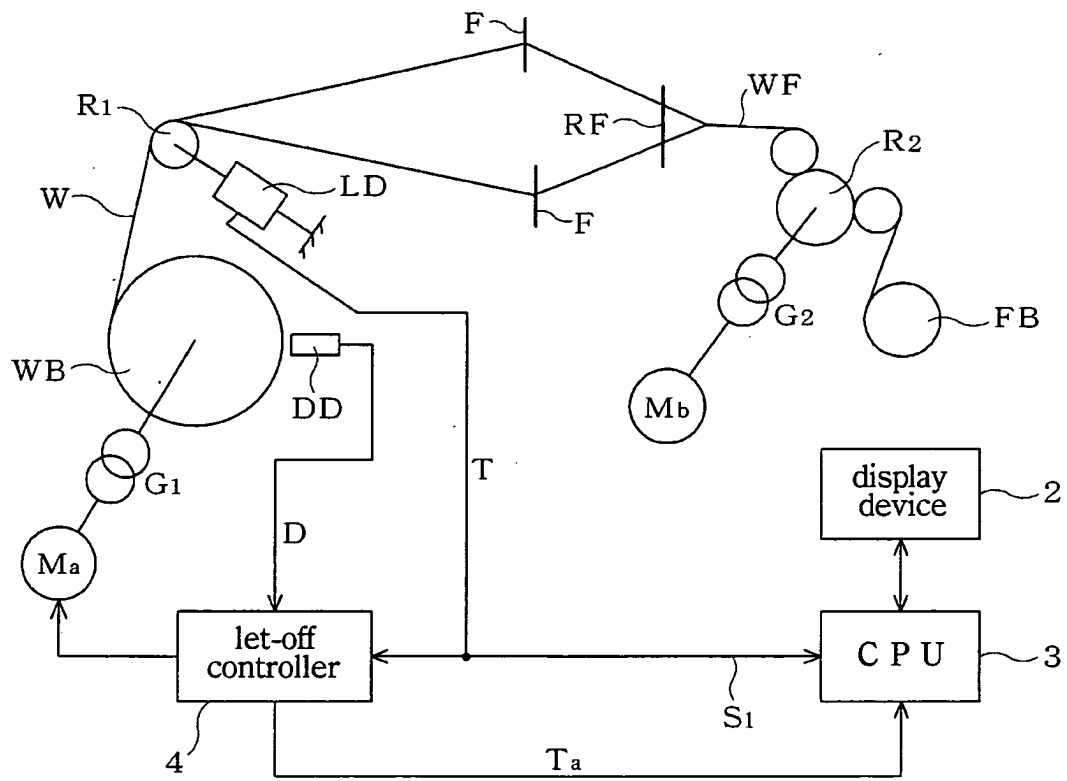 F
R1
WF
RF
R2
LD
W
F
G2
FB
WB
DD
Mb
G1
T
display
device
2
D
Ma
let-off
controller
CPU
3
S1
4
Ta